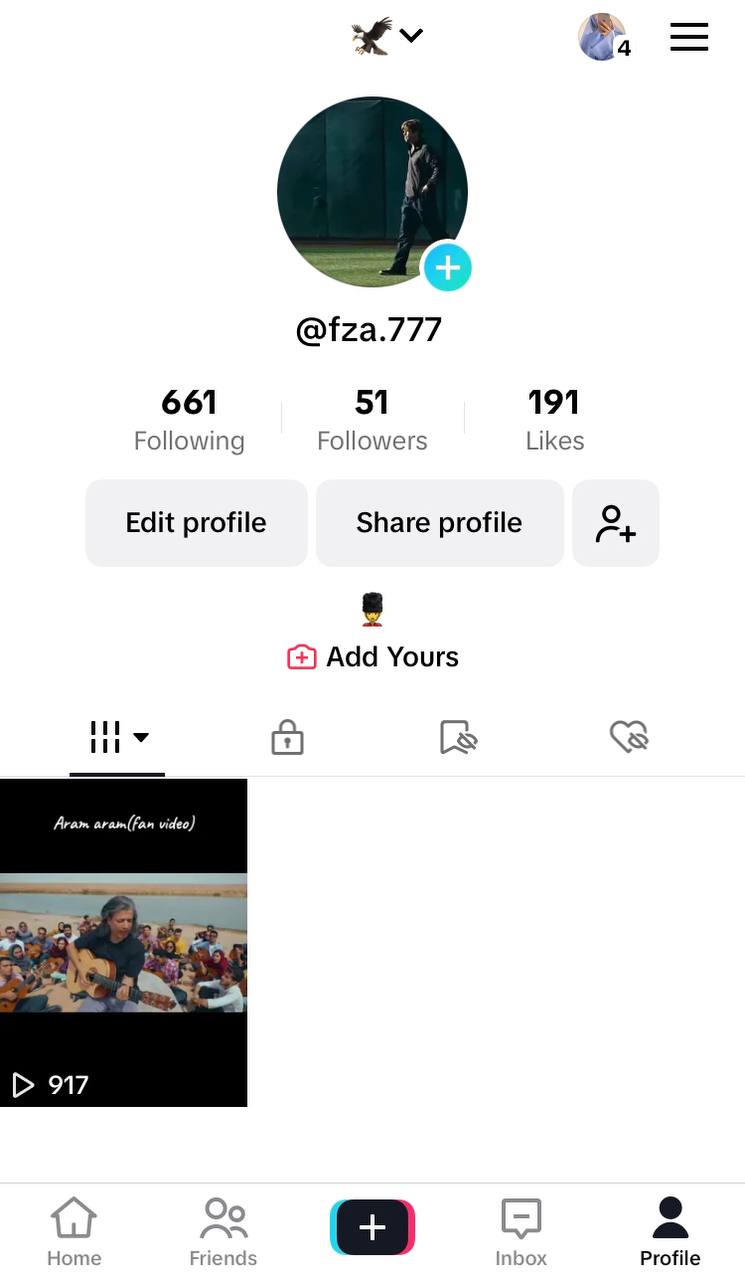 4
@fza.777
661 51 191
Following Followers Likes
Edit profile Share profile
Add Yours
Aram aram(fan video)
917
Home Friends Inbox Profile